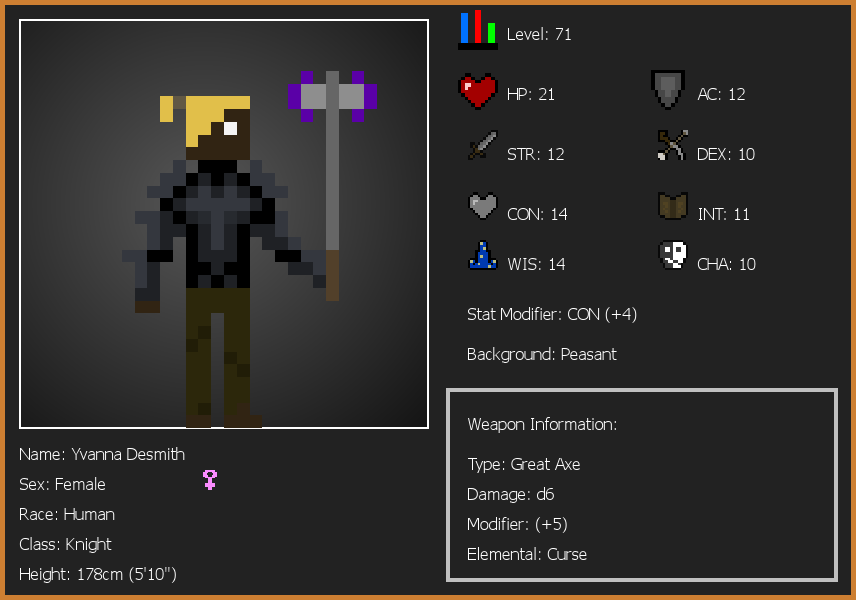 Level: 71
HP: 21
AC: 12
STR: 12
DEX: 10
CON: 14
INT: 11
WIS: 14
CHA: 10
Stat Modifier: CON (+4)
Background: Peasant
Weapon Information:
Type: Great Axe
Damage: d6
Modifier: (+5)
Elemental: Curse
Name: Yvanna Desmith
Sex: Female
Race: Human
Class: Knight
Height: 178cm (5'10")